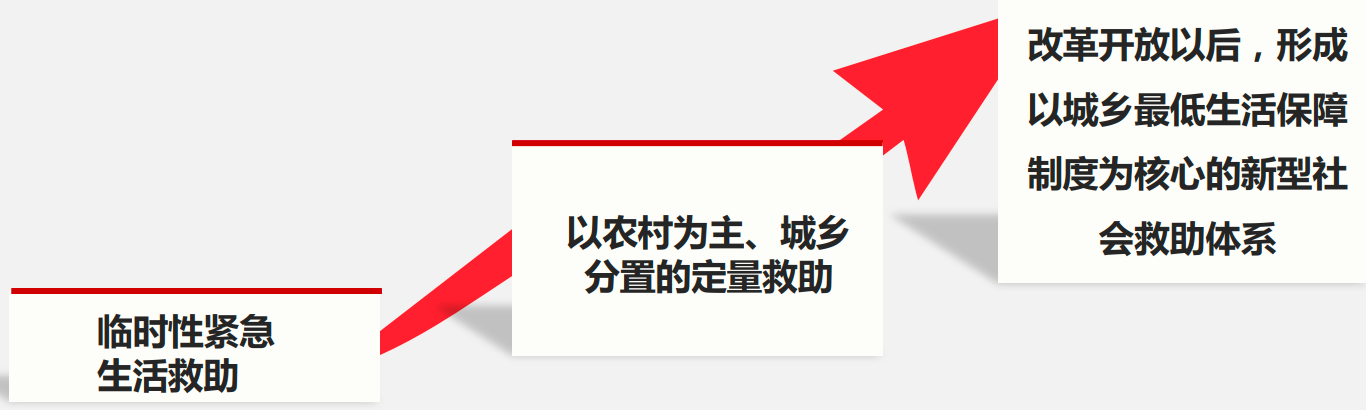 改革开放以后，形成
以城乡最低生活保障
制度为核心的新型社
会救助体系
以农村为主、城乡
分置的定量救助
临时性紧急
生活救助